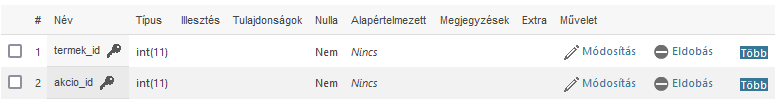 # Név Típus Illesztés Tulajdonságok Nulla Alapértelmezett Megjegyzések Extra Művelet
1 termek_id int(11) Nem Nincs Módosítás Eldobás Több
2 akcio_id int(11) Nem Nincs Módosítás Eldobás Több